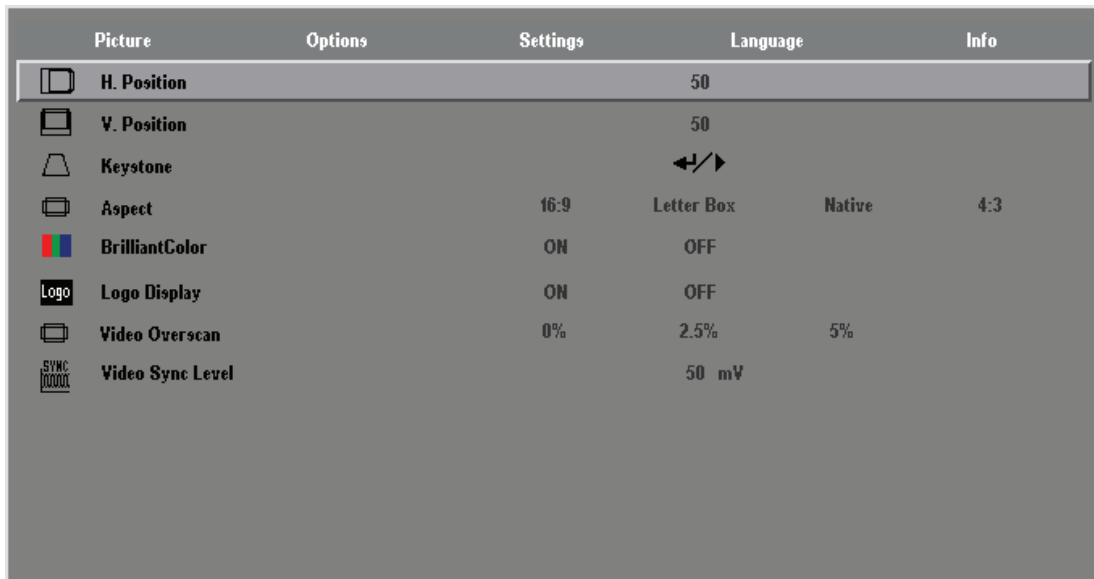 Picture Options Settings Language Info
H. Position 50
V. Position 50
Keystone
Aspect 16:9 Letter Box Native 4:3
BrilliantColor ON OFF
Logo Logo Display ON OFF
Video Overscan 0% 2.5% 5%
SYNC Video Sync Level 50 mV